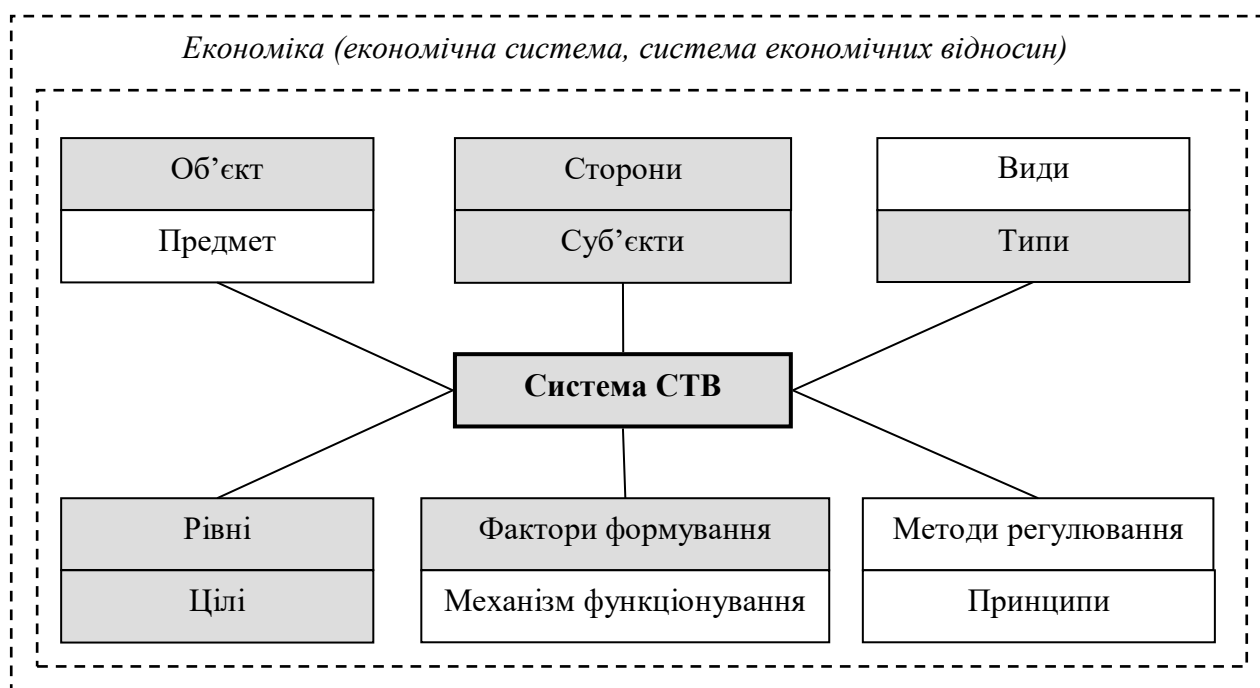 Економіка (економічна система, система економічних відносин)
Об’єкт
Предмет
Сторони
Суб’єкти
Види
Типи
Система СТВ
Рівні
Цілі
Фактори формування
Механізм функціонування
Методи регулювання
Принципи